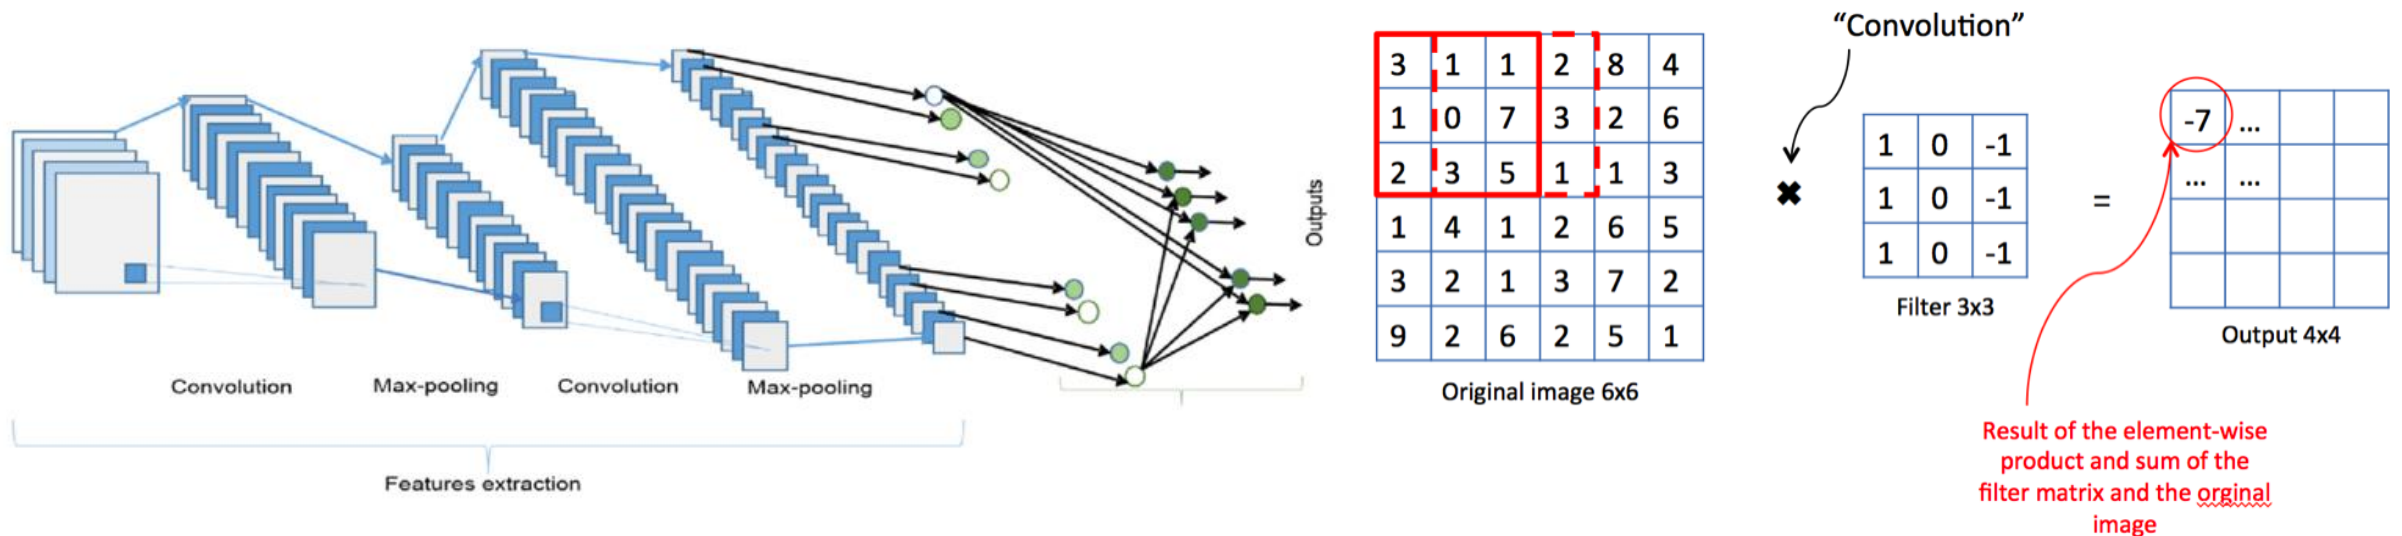 Convolution
Max-pooling
Convolution
Max-pooling
Features extraction
Outputs
3 1 1 2 8 4
1 0 7 3 2 6
2 3 5 1 1 3
1 4 1 2 6 5
3 2 1 3 7 2
9 2 6 2 5 1
Original image 6x6
“Convolution”
✖
1 0 -1
1 0 -1
1 0 -1
Filter 3x3
=
-7 ...
... ...
Output 4x4
Result of the element-wise
product and sum of the
filter matrix and the orginal
image